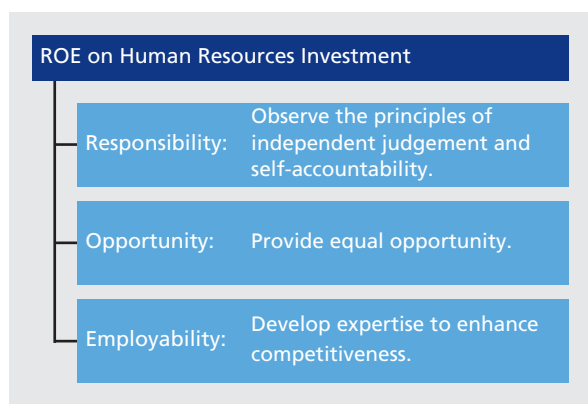 ROE on Human Resources Investment
Responsibility:
Observe the principles of
independent judgement and
self-accountability.
Opportunity:
Provide equal opportunity.
Employability:
Develop expertise to enhance
competitiveness.